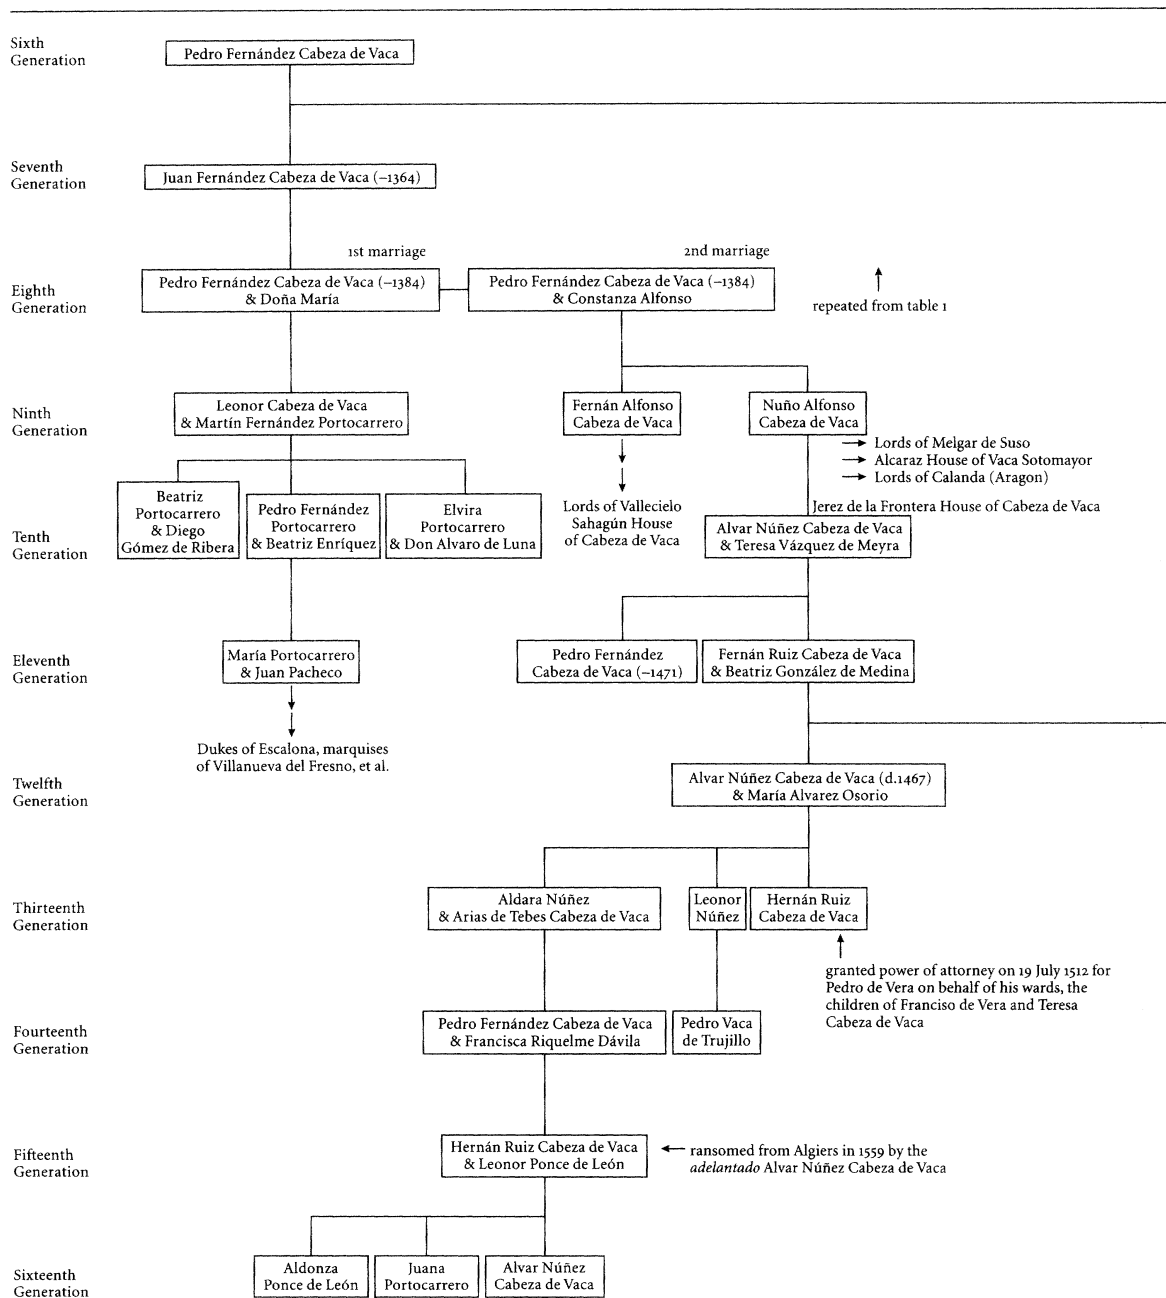 Sixth
Generation
Pedro Fernández Cabeza de Vaca
Seventh
Generation
Juan Fernández Cabeza de Vaca (–1364)
1st marriage
2nd marriage
Eighth
Generation
Pedro Fernández Cabeza de Vaca (–1384)
& Doña María
Pedro Fernández Cabeza de Vaca (–1384)
& Constanza Alfonso
repeated from table 1
Ninth
Generation
Leonor Cabeza de Vaca
& Martín Fernández Portocarrero
Fernán Alfonso
Cabeza de Vaca
Nuño Alfonso
Cabeza de Vaca
Lords of Melgar de Suso
Alcaraz House of Vaca Sotomayor
Lords of Calanda (Aragon)
Lords of Vallecielo
Sahagún House
of Cabeza de Vaca
Jerez de la Frontera House of Cabeza de Vaca
Tenth
Generation
Beatriz
Portocarrero
& Diego
Gómez de Ribera
Pedro Fernández
Portocarrero
& Beatriz Enríquez
Elvira
Portocarrero
& Don Alvaro de Luna
Alvar Núñez Cabeza de Vaca
& Teresa Vázquez de Meyra
Eleventh
Generation
María Portocarrero
& Juan Pacheco
Pedro Fernández
Cabeza de Vaca (–1471)
Fernán Ruiz Cabeza de Vaca
& Beatriz González de Medina
Dukes of Escalona, marquises
of Villanueva del Fresno, et al.
Twelfth
Generation
Alvar Núñez Cabeza de Vaca (d.1467)
& María Alvarez Osorio
Thirteenth
Generation
Aldara Núñez
& Arias de Tebes Cabeza de Vaca
Leonor
Núñez
Hernán Ruiz
Cabeza de Vaca
granted power of attorney on 19 July 1512 for
Pedro de Vera on behalf of his wards, the
children of Franciso de Vera and Teresa
Cabeza de Vaca
Fourteenth
Generation
Pedro Fernández Cabeza de Vaca
& Francisca Riquelme Dávila
Pedro Vaca
de Trujillo
Fifteenth
Generation
Hernán Ruiz Cabeza de Vaca
& Leonor Ponce de León
ransomed from Algiers in 1559 by the
adelantado Alvar Núñez Cabeza de Vaca
Sixteenth
Generation
Aldonza
Ponce de León
Juana
Portocarrero
Alvar Núñez
Cabeza de Vaca